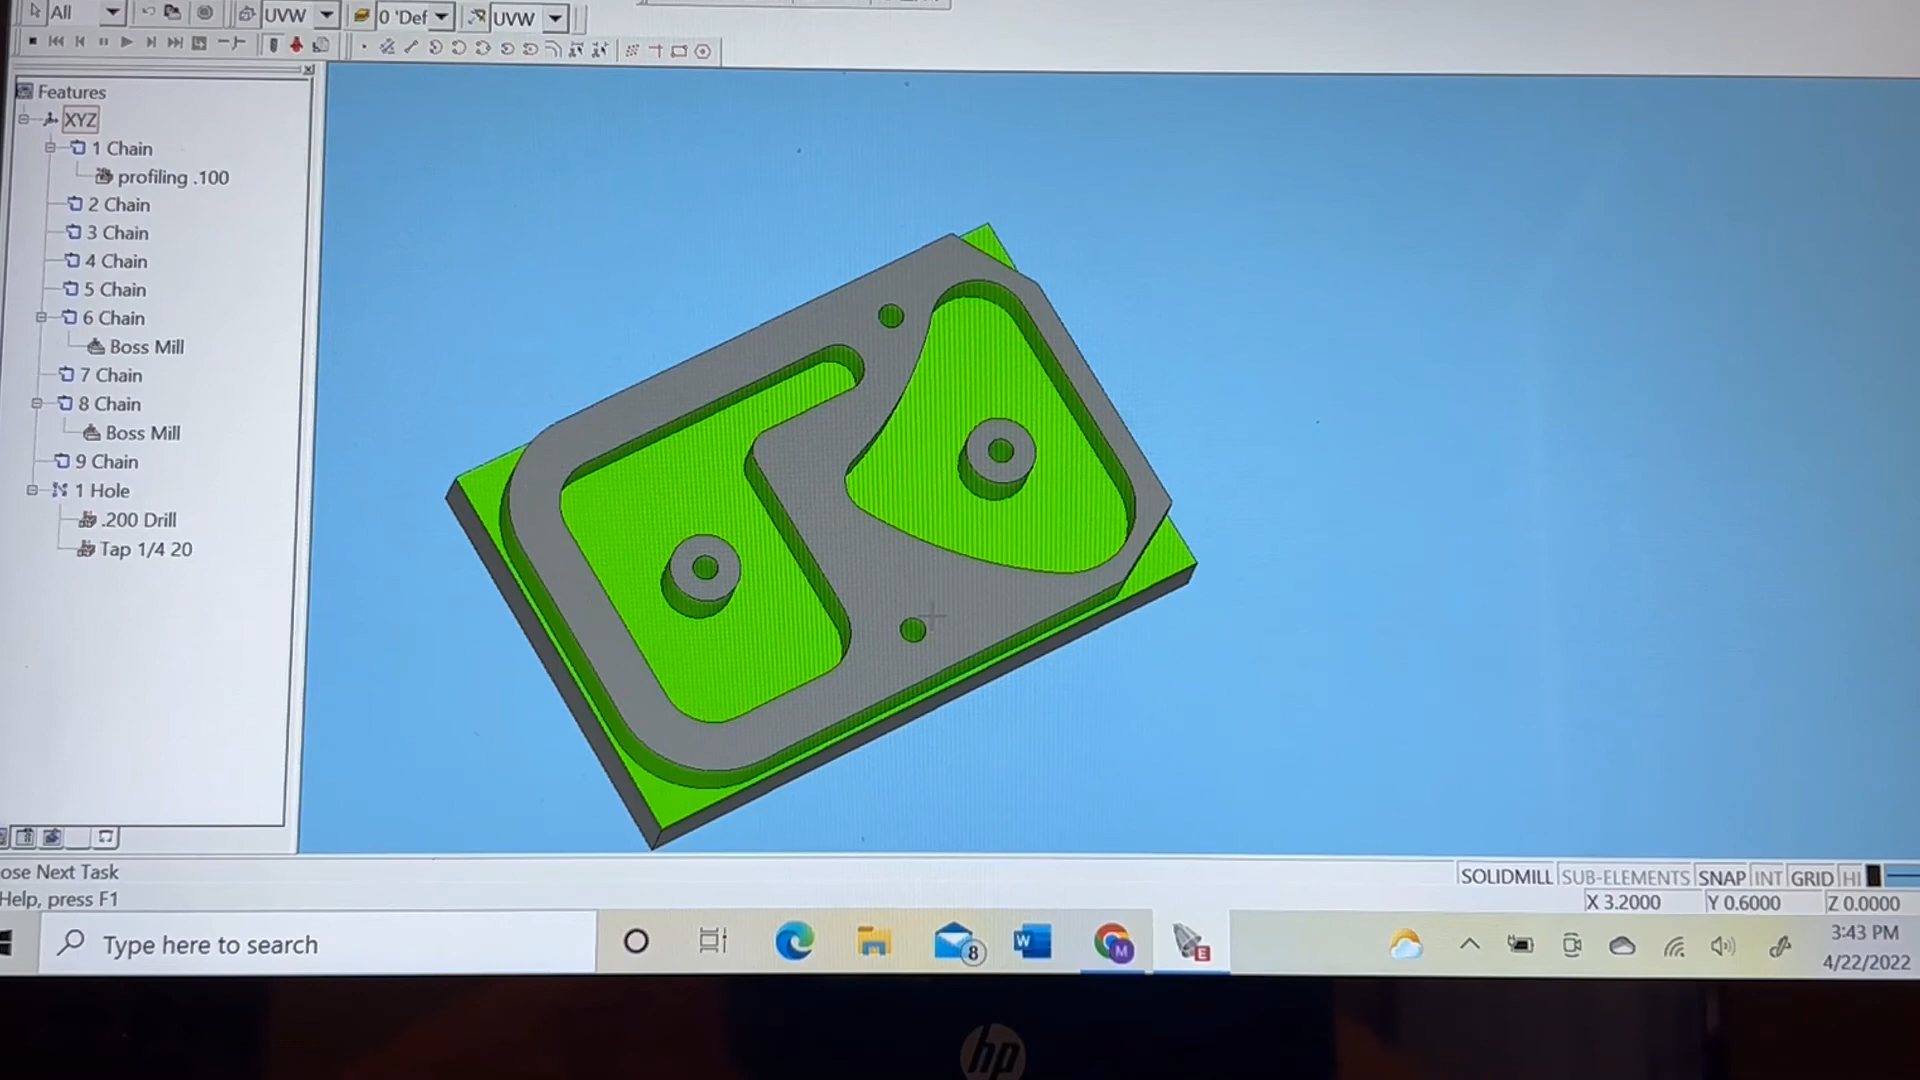 All
UVW
0 'Def
UVW
Features
XYZ
1 Chain
profiling .100
2 Chain
3 Chain
4 Chain
5 Chain
6 Chain
Boss Mill
7 Chain
8 Chain
Boss Mill
9 Chain
1 Hole
.200 Drill
Tap 1/4 20
ose Next Task
Help, press F1
SOLIDMILL SUB-ELEMENTS SNAP INT GRID HI
X 3.2000 Y 0.6000 Z 0.0000
Type here to search
8
W
M
E
3:43 PM
4/22/2022
hp